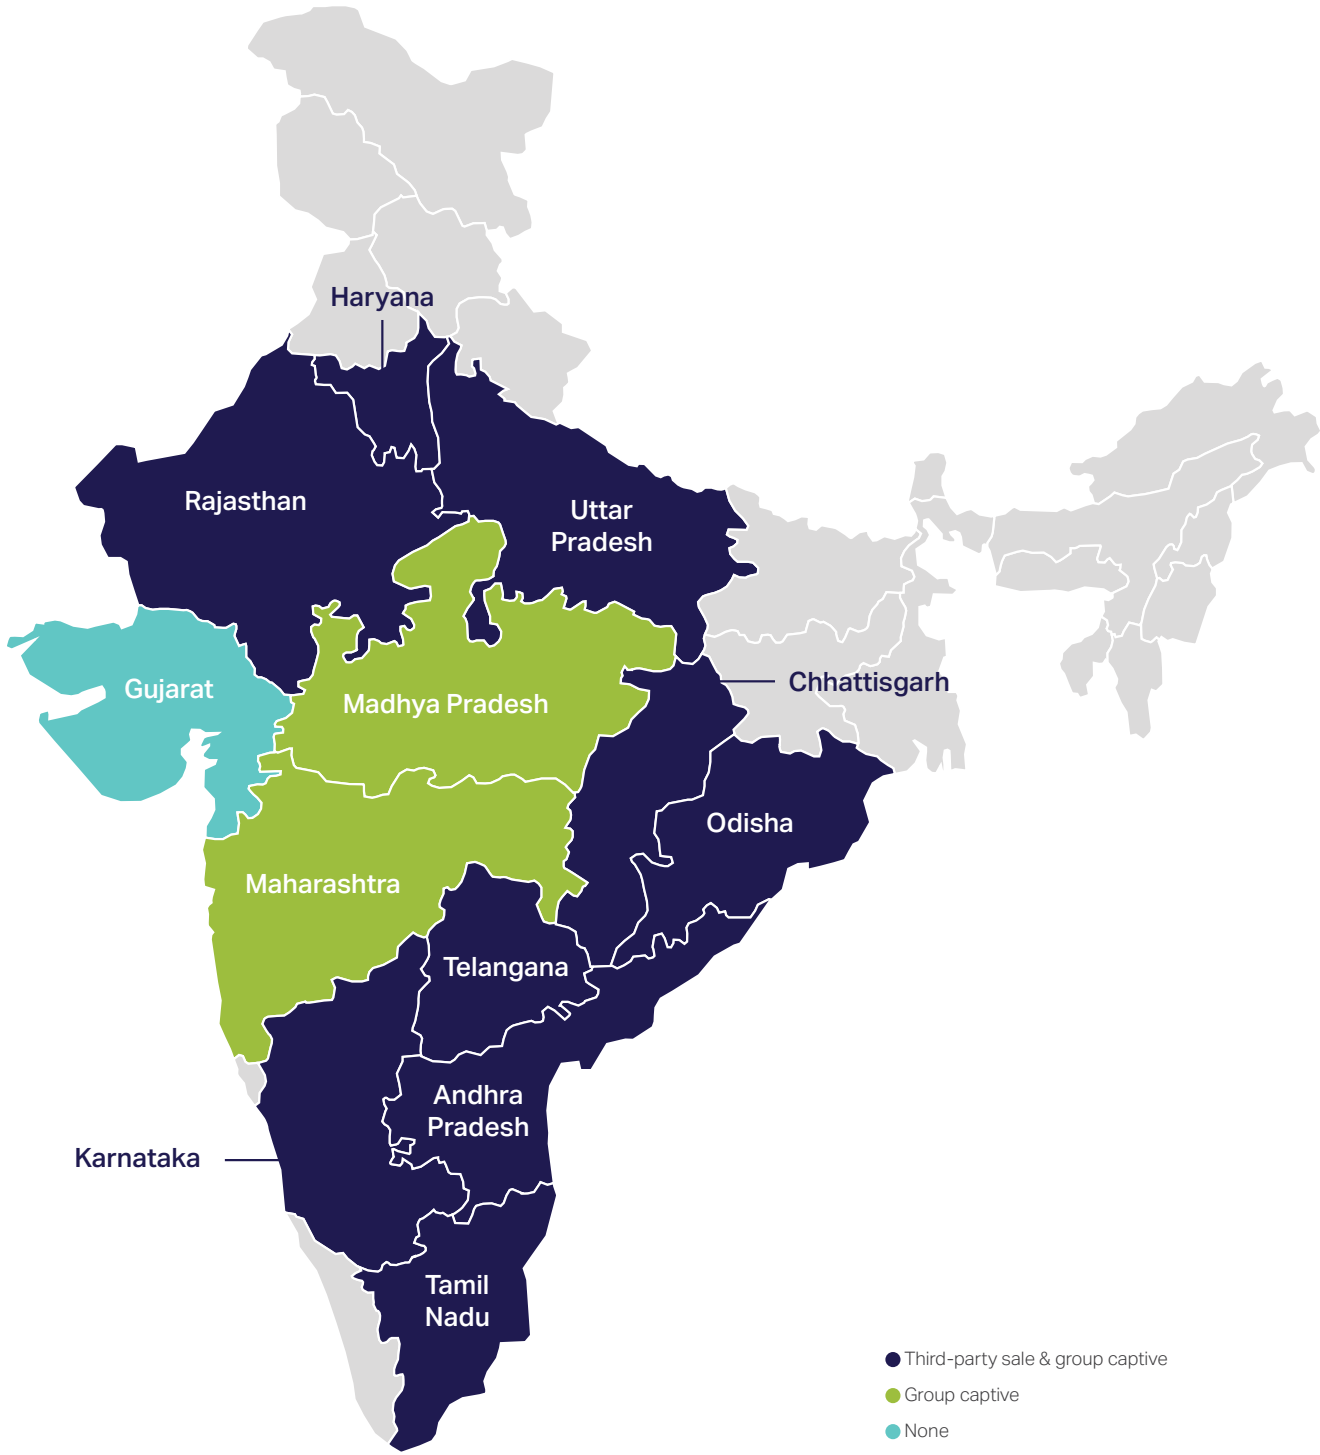 Haryana
Rajasthan
Uttar
Pradesh
Gujarat
Madhya Pradesh
Chhattisgarh
Odisha
Maharashtra
Telangana
Andhra
Pradesh
Karnataka
Tamil
Nadu
Third-party sale & group captive
Group captive
None